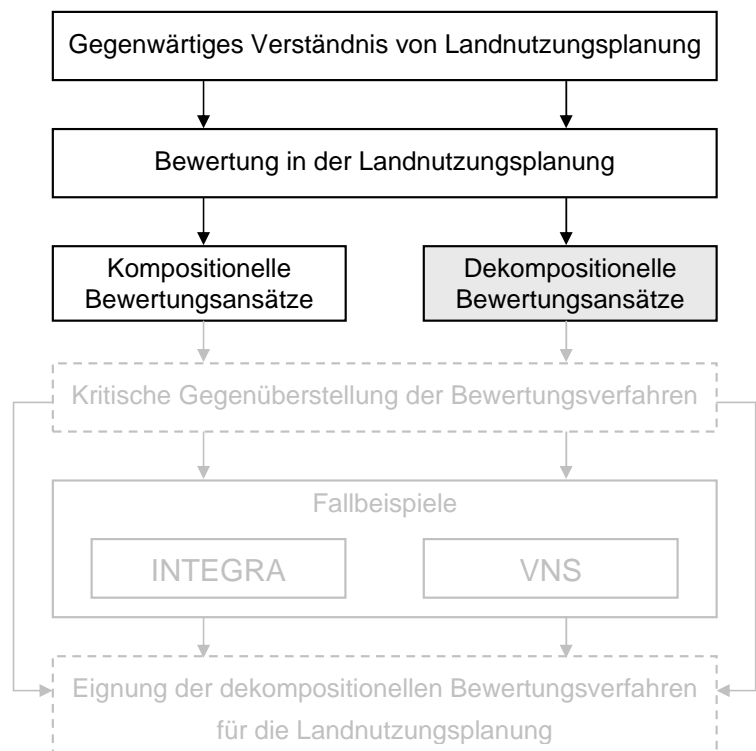 Gegenwärtiges Verständnis von Landnutzungsplanung
Bewertung in der Landnutzungsplanung
Kompositionelle
Bewertungsansätze
Dekompositionelle
Bewertungsansätze
Kritische Gegenüberstellung der Bewertungsverfahren
Fallbeispiele
INTEGRA
VNS
Eignung der dekompositionellen Bewertungsverfahren
für die Landnutzungsplanung